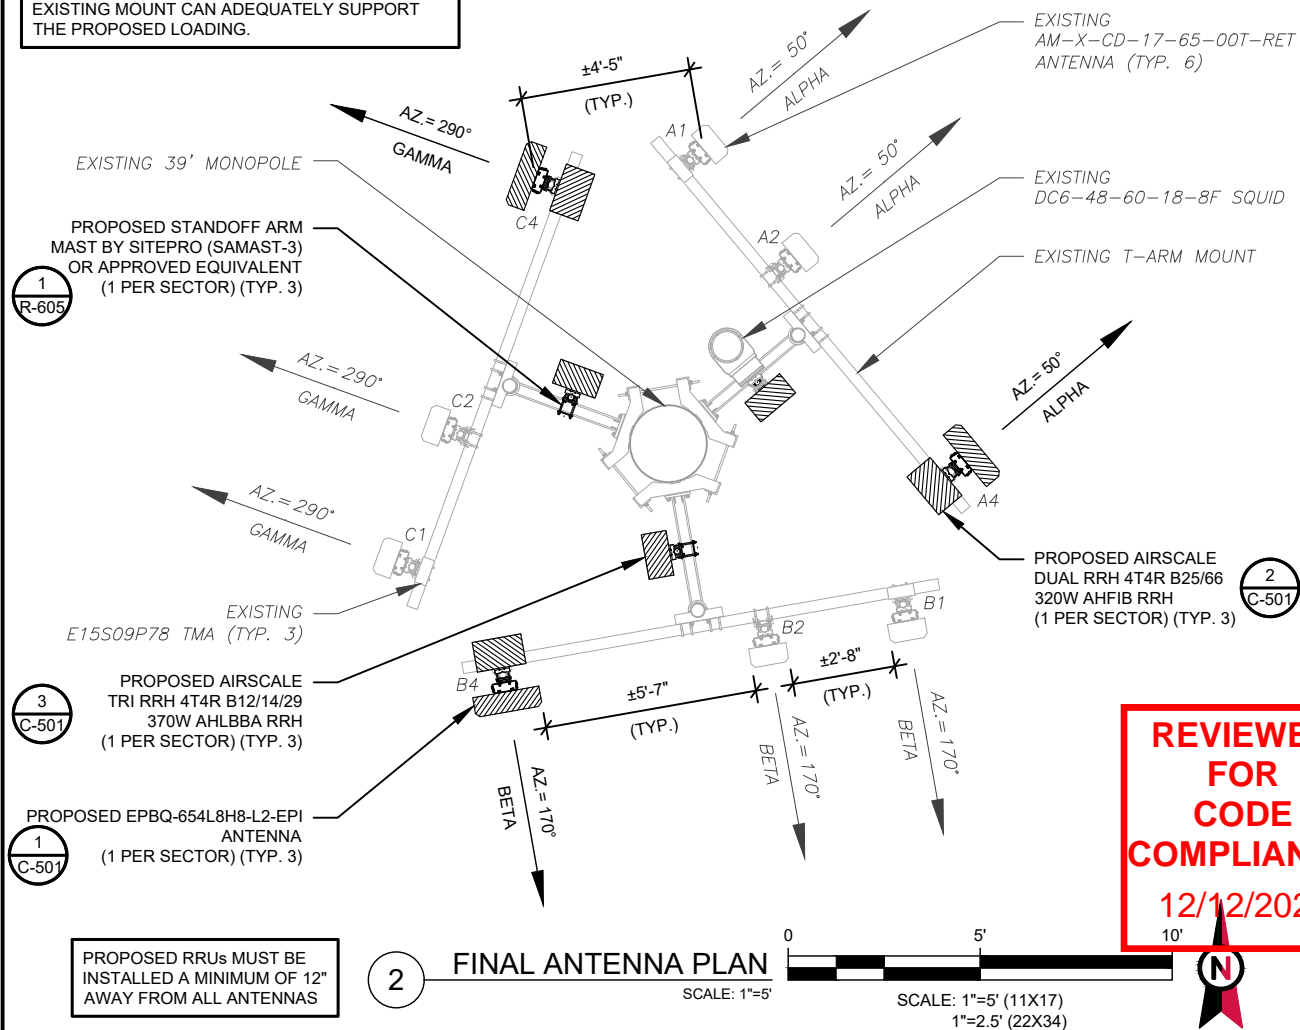 EXISTING MOUNT CAN ADEQUATELY SUPPORT
THE PROPOSED LOADING.
EXISTING
AM-X-CD-17-65-00T-RET
ANTENNA (TYP. 6)
±4'-5"
(TYP.)
AZ.= 50°
ALPHA
AZ.= 290°
GAMMA
A1
EXISTING 39' MONOPOLE
AZ.= 50°
ALPHA
EXISTING
DC6-48-60-18-8F SQUID
C4
PROPOSED STANDOFF ARM
MAST BY SITEPRO (SAMAST-3)
OR APPROVED EQUIVALENT
(1 PER SECTOR) (TYP. 3)
1
R-605
A2
EXISTING T-ARM MOUNT
AZ.= 290°
GAMMA
C2
AZ.= 50°
ALPHA
AZ.= 290°
GAMMA
C1
A4
PROPOSED AIRSCALE
DUAL RRH 4T4R B25/66
320W AHFIB RRH
(1 PER SECTOR) (TYP. 3)
2
C-501
EXISTING
E15S09P78 TMA (TYP. 3)
B1
B2
B4
±2'-8"
(TYP.)
±5'-7"
(TYP.)
PROPOSED AIRSCALE
TRI RRH 4T4R B12/14/29
370W AHLBBA RRH
(1 PER SECTOR) (TYP. 3)
3
C-501
AZ.= 170°
BETA
AZ.= 170°
BETA
AZ.= 170°
BETA
PROPOSED EPBQ-654L8H8-L2-EPI
ANTENNA
(1 PER SECTOR) (TYP. 3)
1
C-501
REVIEWE
FOR
CODE
COMPLIAN
12/12/202
PROPOSED RRUs MUST BE
INSTALLED A MINIMUM OF 12"
AWAY FROM ALL ANTENNAS
2
FINAL ANTENNA PLAN
SCALE: 1"=5'
0 5' 10'
SCALE: 1"=5' (11X17)
1"=2.5' (22X34)
N